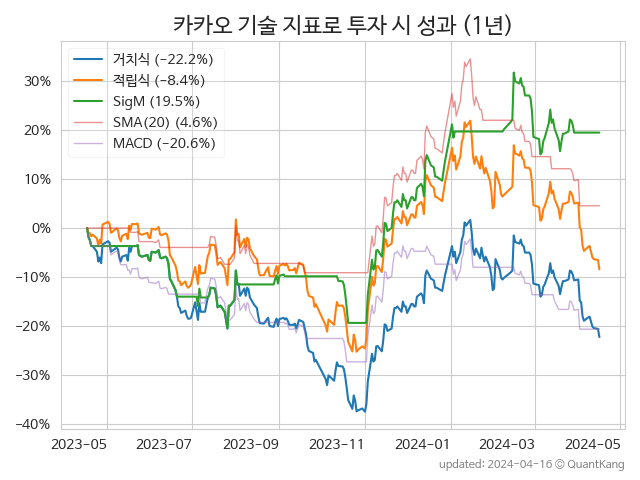 카카오 기술 지표로 투자 시 성과 (1년)
거치식 (−22.2%)
적립식 (−8.4%)
SigM (19.5%)
SMA(20) (4.6%)
MACD (−20.6%)
30%
20%
10%
0%
−10%
−20%
−30%
−40%
2023-05 2023-07 2023-09 2023-11 2024-01 2024-03 2024-05
updated: 2024-04-16 © QuantKang